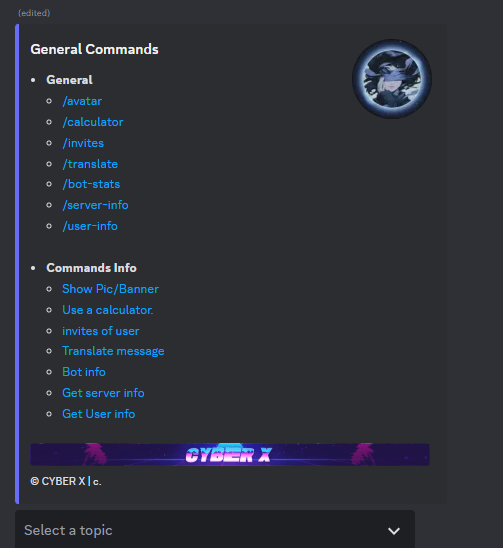 (edited)
General Commands
General
/avatar
/calculator
/invites
/translate
/bot-stats
/server-info
/user-info
Commands Info
Show Pic/Banner
Use a calculator.
invites of user
Translate message
Bot info
Get server info
Get User info
CYBER X
© CYBER X | c.
Select a topic